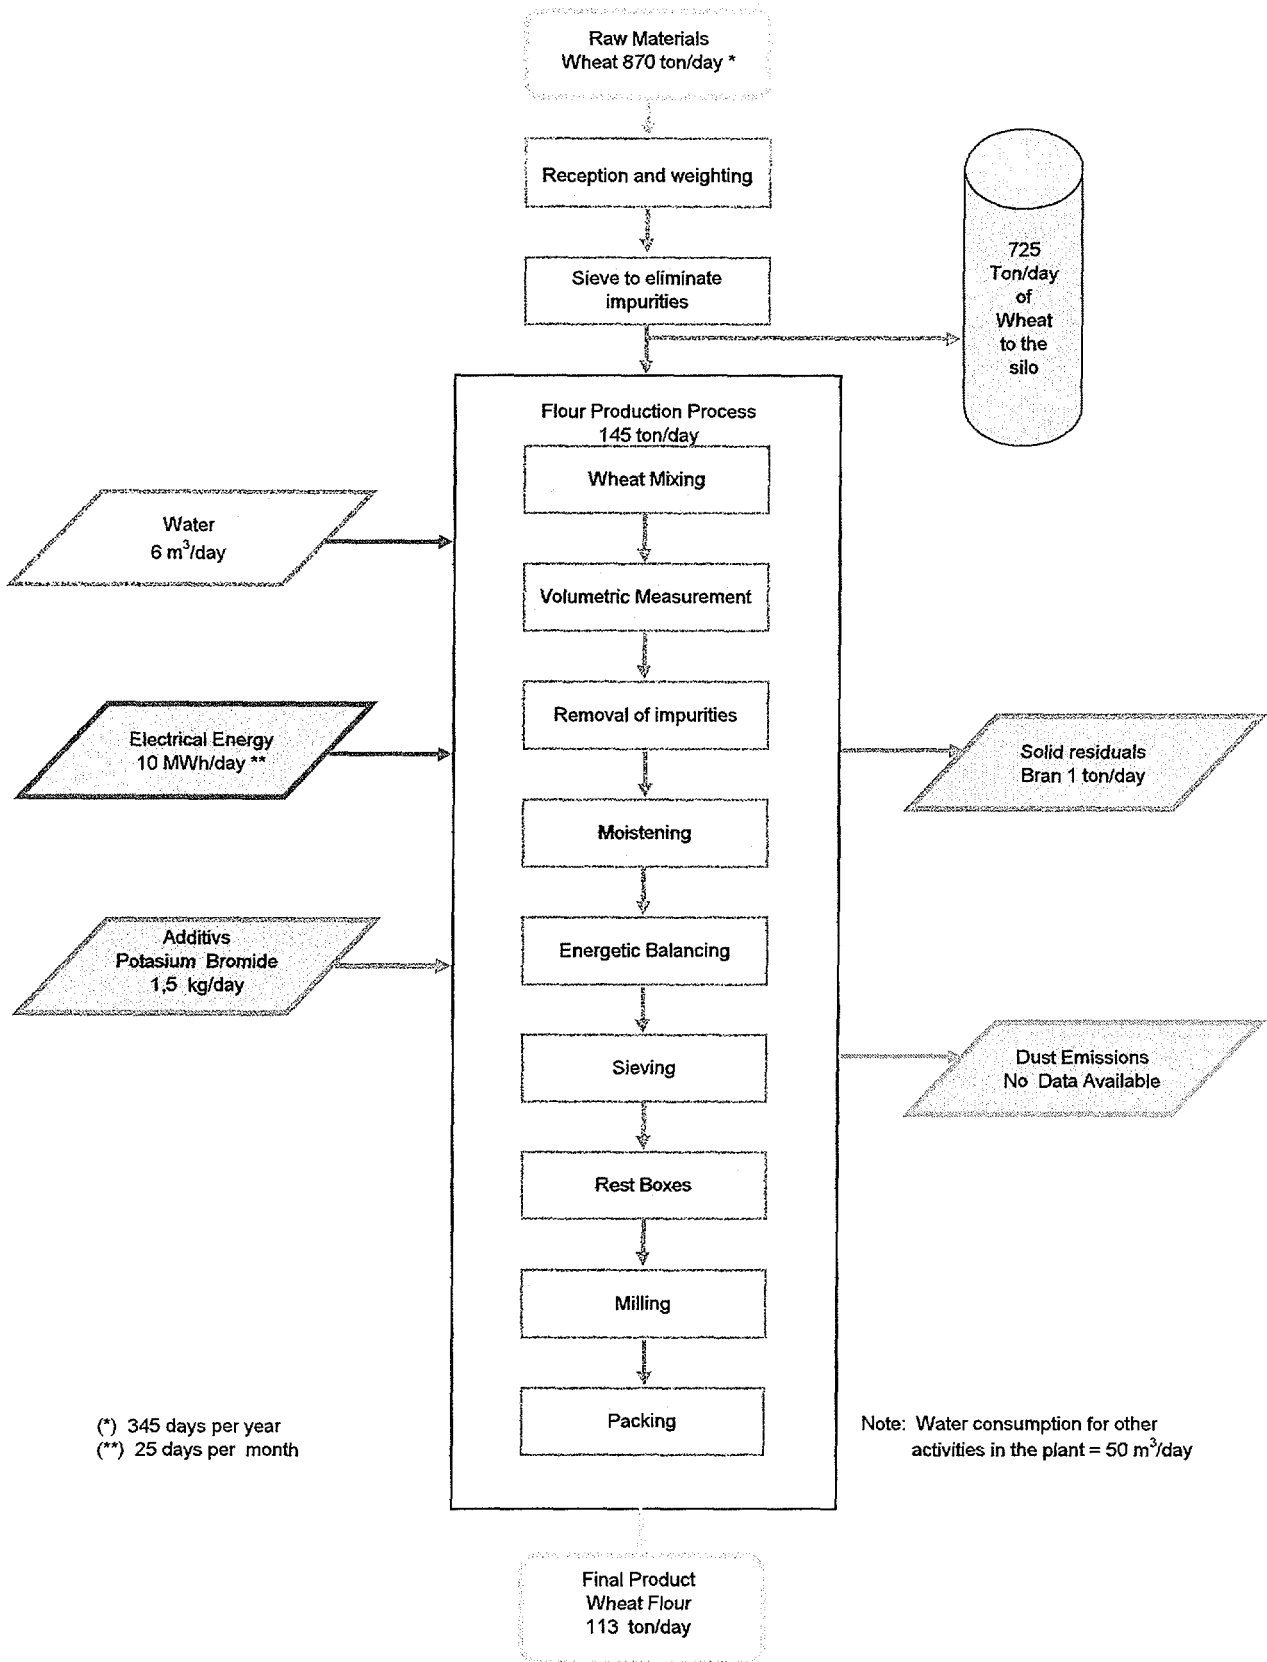 Raw Materials
Wheat 870 ton/day *
Reception and weighting
Sieve to eliminate
impurities
725
Ton/day
of
Wheat
to the
silo
Flour Production Process
145 ton/day
Wheat Mixing
Water
6 m³/day
Volumetric Measurement
Removal of impurities
Electrical Energy
10 MWh/day **
Solid residuals
Bran 1 ton/day
Moistening
Additivs
Potasium Bromide
1,5 kg/day
Energetic Balancing
Sieving
Dust Emissions
No Data Available
Rest Boxes
Milling
Packing
(*) 345 days per year
(**) 25 days per month
Note: Water consumption for other
activities in the plant = 50 m³/day
Final Product
Wheat Flour
113 ton/day